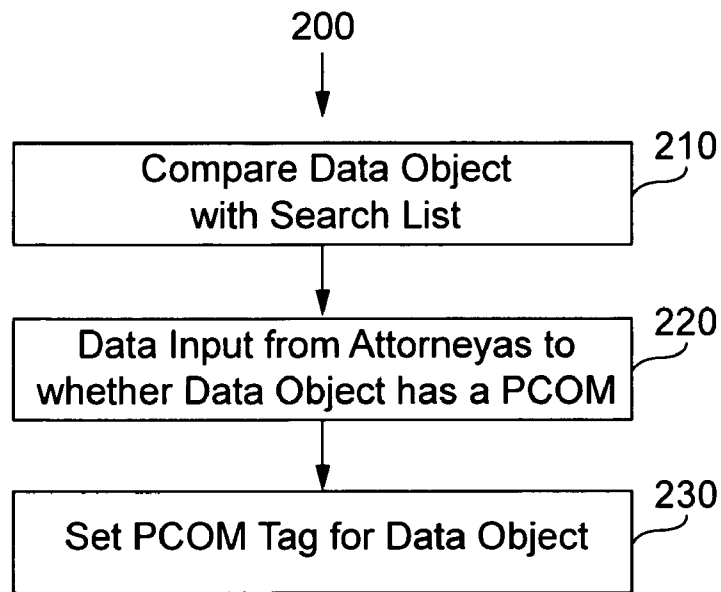 200
210
Compare Data Object
with Search List
220
Data Input from Attorneyas to
whether Data Object has a PCOM
230
Set PCOM Tag for Data Object